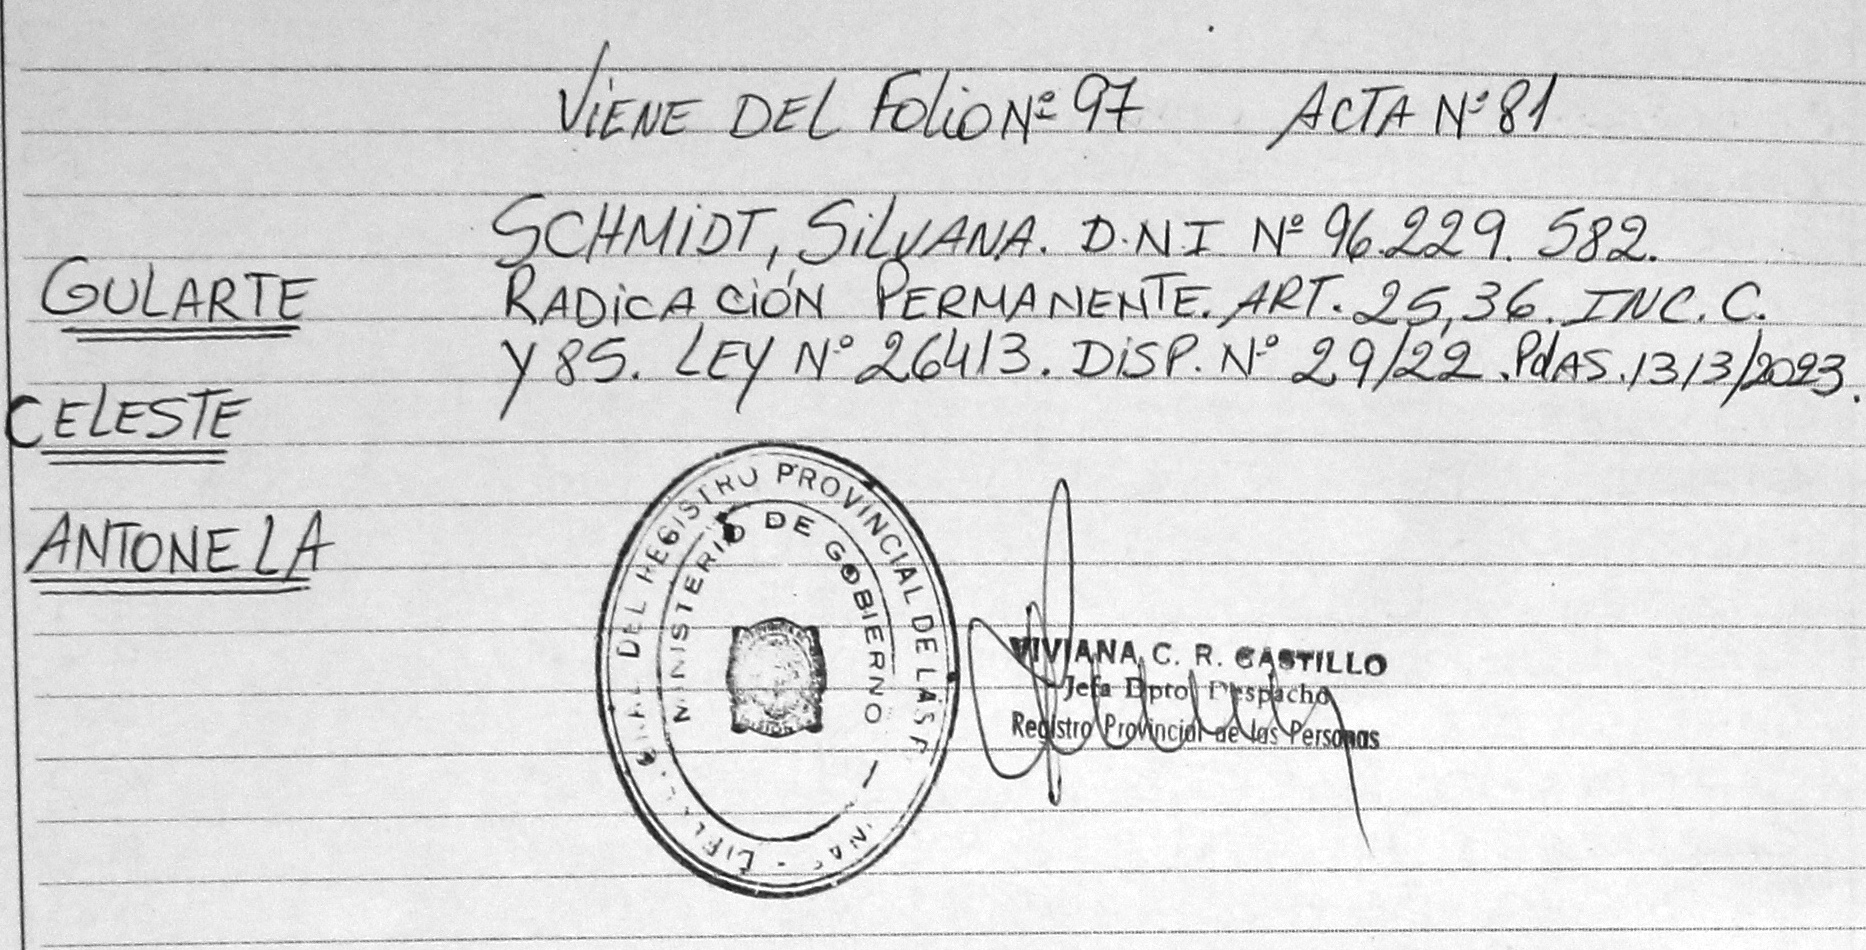 VIENE DEL FOLIO Nº 97 ACTA Nº 81
SCHMIDT, SILVANA. D.N.I Nº 96.229.582.
RADICACIÓN PERMANENTE. ART. 25,36. INC. C.
Y 85. LEY Nº 26413. DISP. Nº 29/22. PdAS. 13/3/2023.
GULARTE
CELESTE
ANTONELA
DEL REGISTRO PROVINCIAL DE LAS
MINISTERIO DE GOBIERNO
VIVIANA C. R. CASTILLO
Jefa Dpto Despacho
Registro Provincial de las Personas